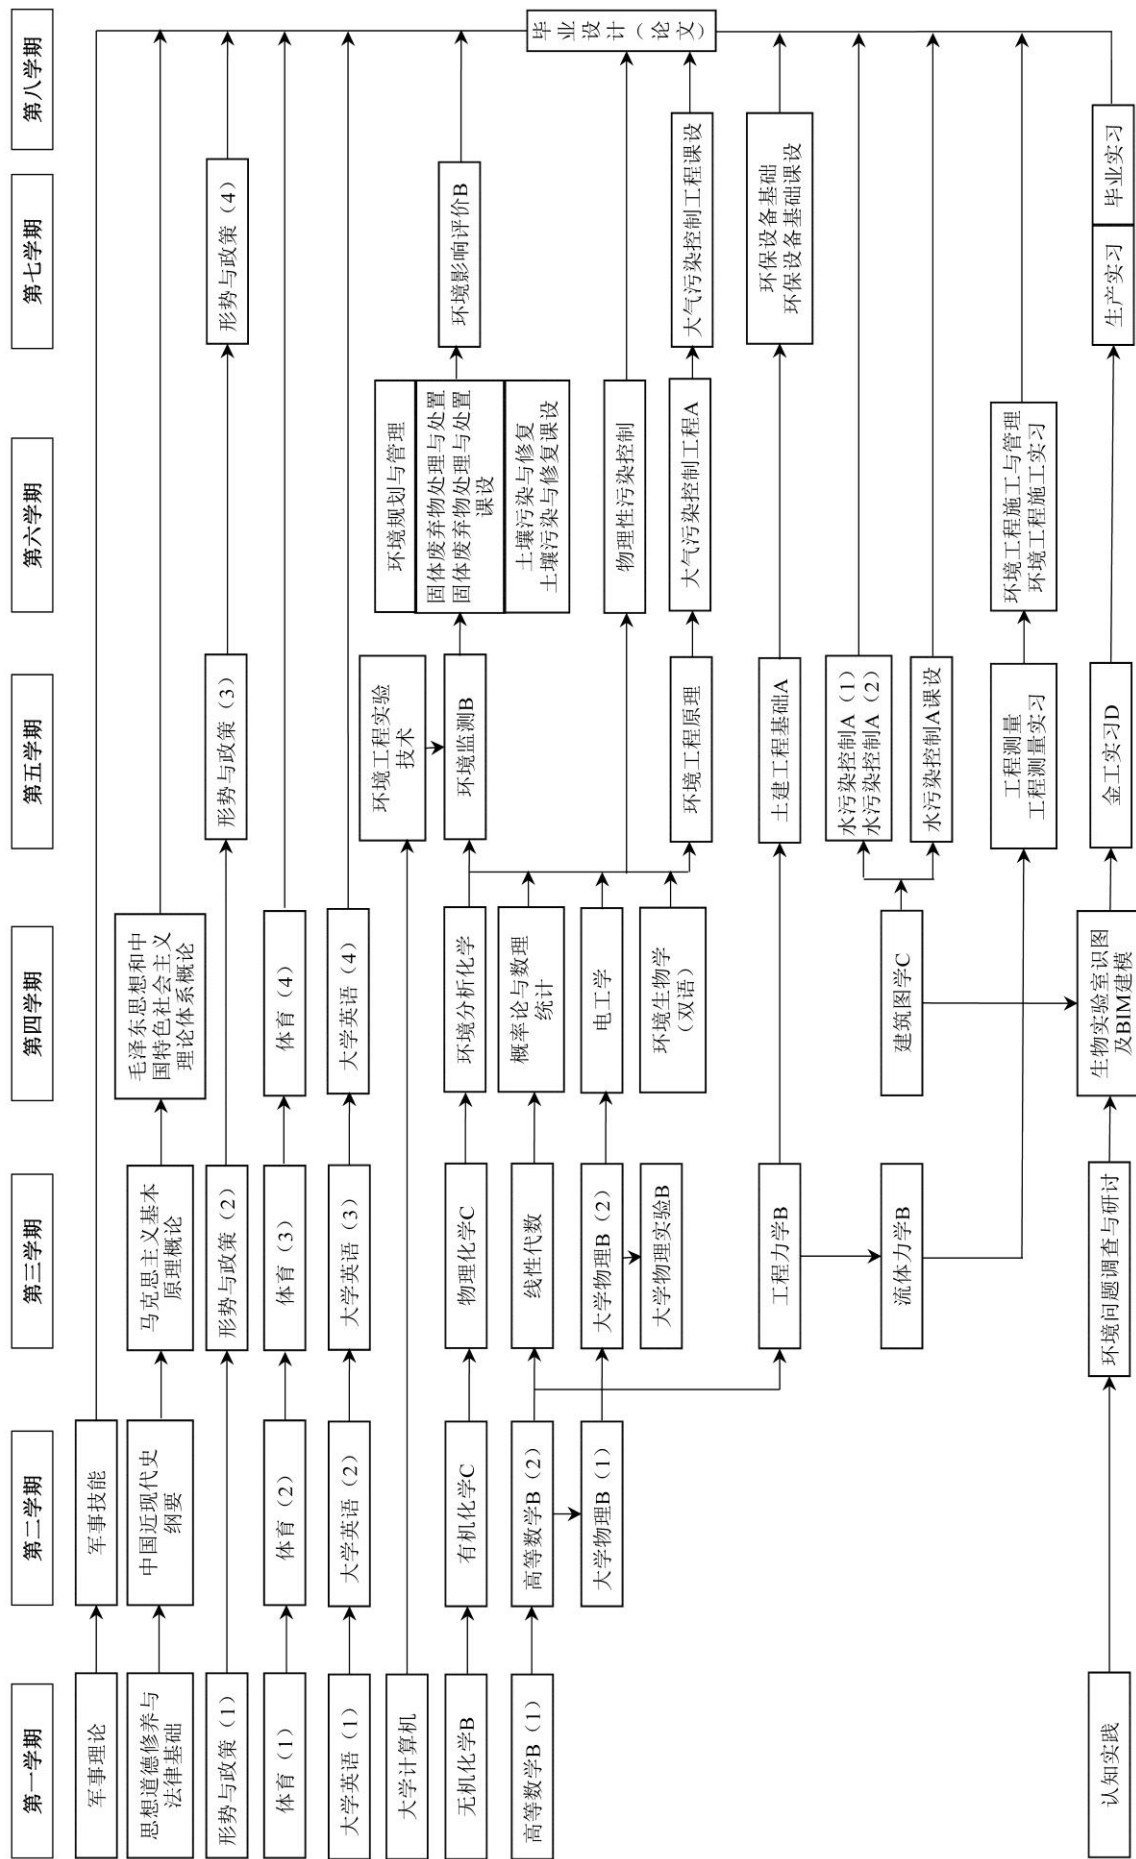 第一学期
第二学期
第三学期
第四学期
第五学期
第六学期
第七学期
第八学期
军事理论
军事技能
思想道德修养与
法律基础
中国近现代史
纲要
马克思主义基本
原理概论
毛泽东思想和中
国特色社会主义
理论体系概论
形势与政策（1）
形势与政策（2）
形势与政策（3）
形势与政策（4）
体育（1）
体育（2）
体育（3）
体育（4）
大学英语（1）
大学英语（2）
大学英语（3）
大学英语（4）
大学计算机
环境工程实验
技术
无机化学B
有机化学C
物理化学C
环境分析化学
环境监测B
环境规划与管理
固体废弃物处理与处置
固体废弃物处理与处置
课设
土壤污染与修复
土壤污染与修复课设
环境影响评价B
高等数学B（1）
高等数学B（2）
线性代数
概率论与数理
统计
大学物理B（1）
大学物理B（2）
电工学
物理性污染控制
毕业设计（论文）
大学物理实验B
环境生物学
（双语）
环境工程原理
大气污染控制工程A
大气污染控制工程课设
工程力学B
土建工程基础A
环保设备基础
环保设备基础课设
流体力学B
建筑图学C
水污染控制A（1）
水污染控制A（2）
水污染控制A课设
工程测量
工程测量实习
环境工程施工与管理
环境工程施工实习
认知实践
环境问题调查与研讨
生物实验室识图
及BIM建模
金工实习D
生产实习
毕业实习